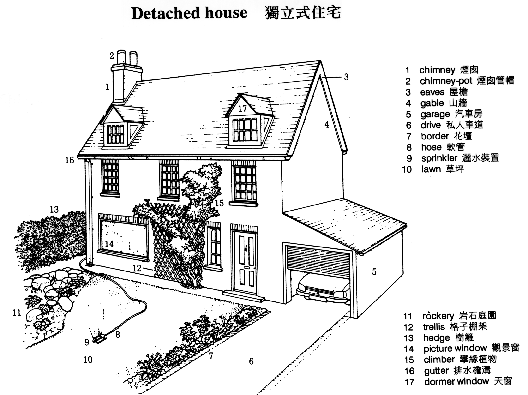 Detached house 獨立式住宅
2
1
3
17
4
16
15
13
14
12
5
11
9
8
10
7
6
1 chimney 煙囪
2 chimney-pot 煙囪管帽
3 eaves 屋檐
4 gable 山牆
5 garage 汽車房
6 drive 私人車道
7 border 花壇
8 hose 軟管
9 sprinkler 灑水裝置
10 lawn 草坪
11 rockery 岩石庭園
12 trellis 格子棚架
13 hedge 樹籬
14 picture window 觀景窗
15 climber 攀緣植物
16 gutter 排水檐溝
17 dormer window 天窗